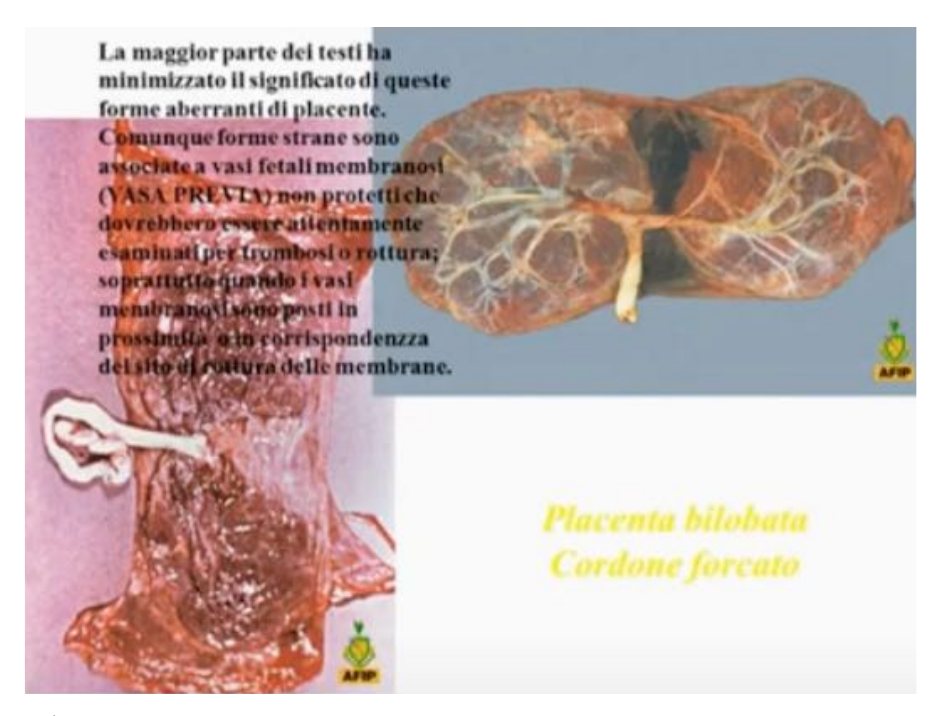 La maggior parte dei testi ha
minimizzato il significato di queste
forme aberranti di placente.
Comunque forme strane sono
associate a vasi fetali membranosi
(VASA PREVIA) non protetti che
dovrebbero essere attentamente
esaminati per trombosi o rottura;
soprattutto quando i vasi
membranosi sono posti in
prossimità o in corrispondenzza
del sito di rottura delle membrane.
AFIP
Placenta bilobata
Cordone forcato
AFIP